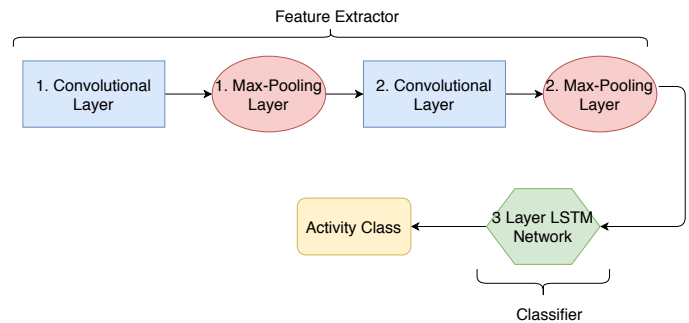 Feature Extractor
1. Convolutional
Layer
1. Max-Pooling
Layer
2. Convolutional
Layer
2. Max-Pooling
Layer
3 Layer LSTM
Network
Activity Class
Classifier